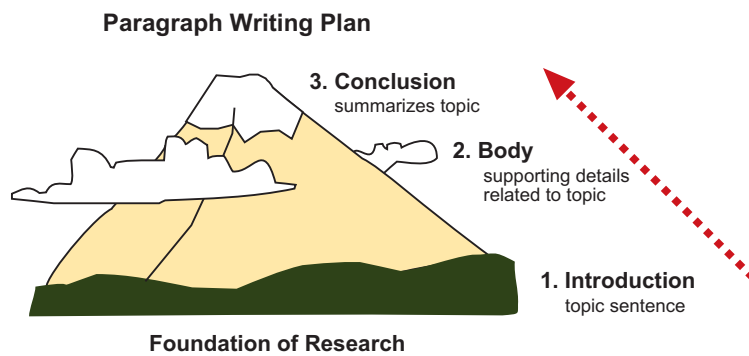 Paragraph Writing Plan
3. Conclusion
summarizes topic
2. Body
supporting details
related to topic
1. Introduction
topic sentence
Foundation of Research